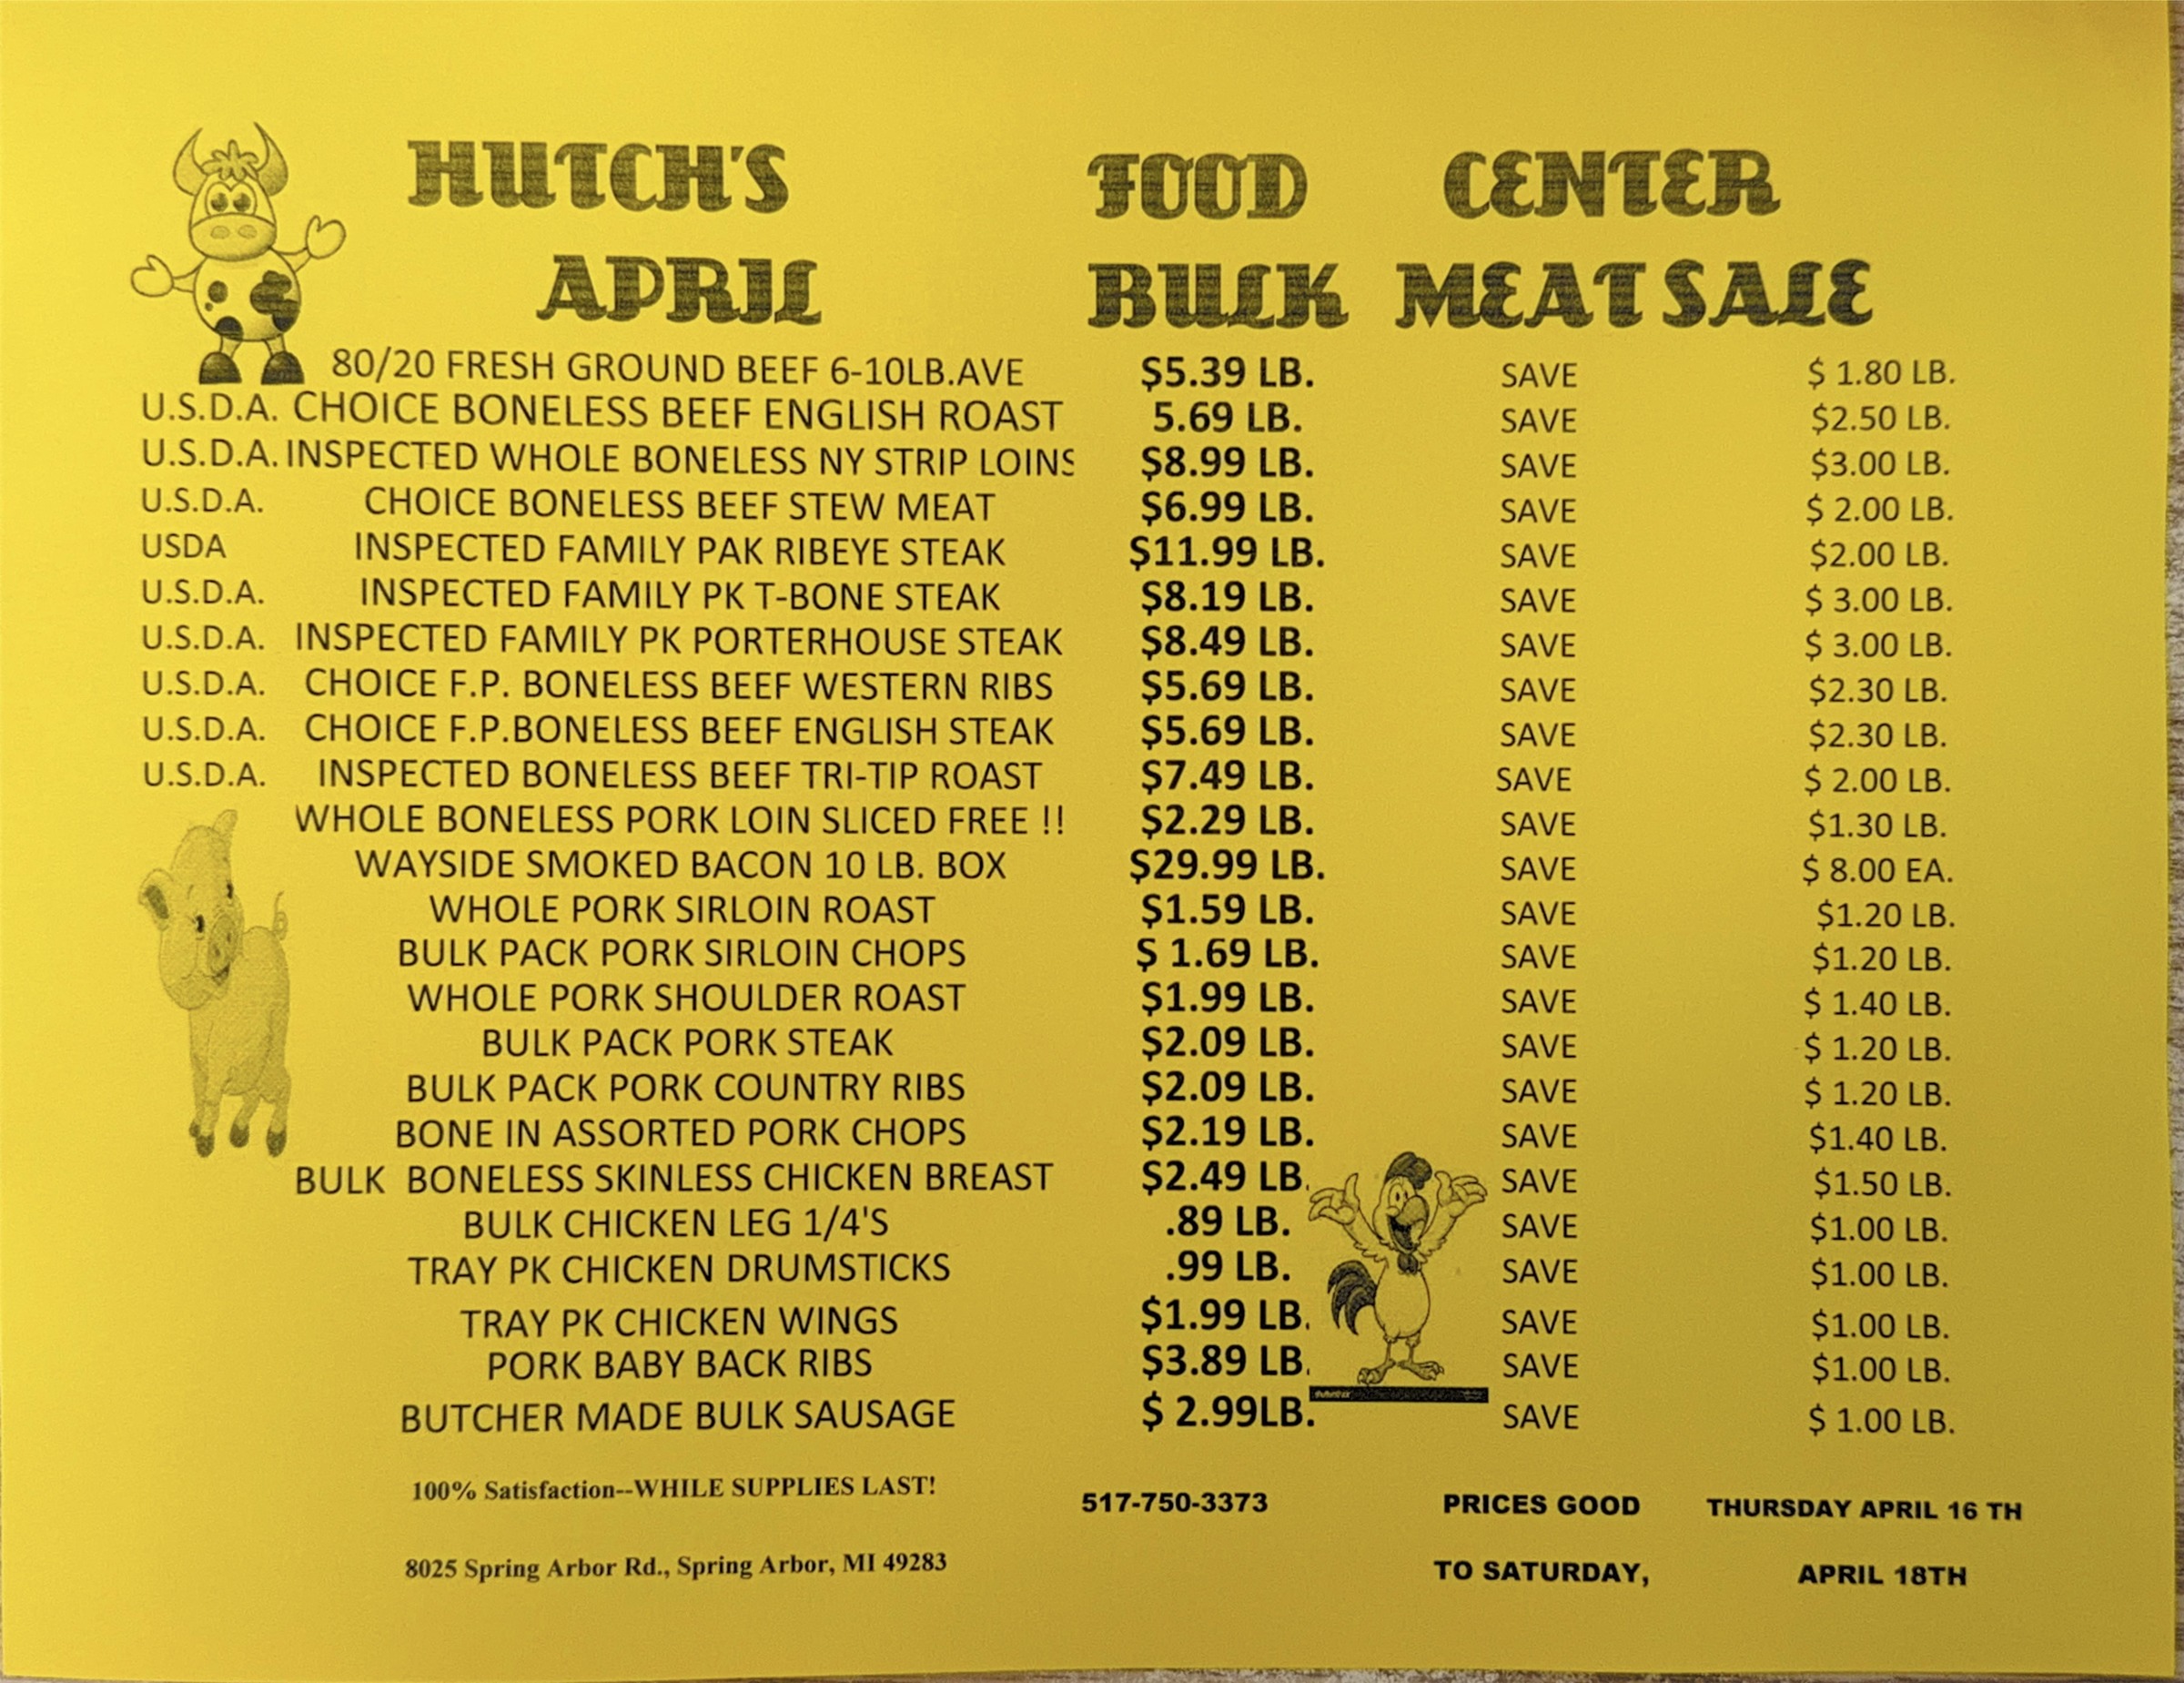 HUTCH'S FOOD CENTER
APRIL BULK MEAT SALE
80/20 FRESH GROUND BEEF 6-10LB.AVE $5.39 LB. SAVE $ 1.80 LB.
U.S.D.A. CHOICE BONELESS BEEF ENGLISH ROAST 5.69 LB. SAVE $2.50 LB.
U.S.D.A. INSPECTED WHOLE BONELESS NY STRIP LOINS $8.99 LB. SAVE $3.00 LB.
U.S.D.A. CHOICE BONELESS BEEF STEW MEAT $6.99 LB. SAVE $ 2.00 LB.
USDA INSPECTED FAMILY PAK RIBEYE STEAK $11.99 LB. SAVE $2.00 LB.
U.S.D.A. INSPECTED FAMILY PK T-BONE STEAK $8.19 LB. SAVE $ 3.00 LB.
U.S.D.A. INSPECTED FAMILY PK PORTERHOUSE STEAK $8.49 LB. SAVE $ 3.00 LB.
U.S.D.A. CHOICE F.P. BONELESS BEEF WESTERN RIBS $5.69 LB. SAVE $2.30 LB.
U.S.D.A. CHOICE F.P.BONELESS BEEF ENGLISH STEAK $5.69 LB. SAVE $2.30 LB.
U.S.D.A. INSPECTED BONELESS BEEF TRI-TIP ROAST $7.49 LB. SAVE $ 2.00 LB.
WHOLE BONELESS PORK LOIN SLICED FREE !! $2.29 LB. SAVE $1.30 LB.
WAYSIDE SMOKED BACON 10 LB. BOX $29.99 LB. SAVE $ 8.00 EA.
WHOLE PORK SIRLOIN ROAST $1.59 LB. SAVE $1.20 LB.
BULK PACK PORK SIRLOIN CHOPS $ 1.69 LB. SAVE $1.20 LB.
WHOLE PORK SHOULDER ROAST $1.99 LB. SAVE $ 1.40 LB.
BULK PACK PORK STEAK $2.09 LB. SAVE $ 1.20 LB.
BULK PACK PORK COUNTRY RIBS $2.09 LB. SAVE $ 1.20 LB.
BONE IN ASSORTED PORK CHOPS $2.19 LB. SAVE $1.40 LB.
BULK BONELESS SKINLESS CHICKEN BREAST $2.49 LB. SAVE $1.50 LB.
BULK CHICKEN LEG 1/4'S .89 LB. SAVE $1.00 LB.
TRAY PK CHICKEN DRUMSTICKS .99 LB. SAVE $1.00 LB.
TRAY PK CHICKEN WINGS $1.99 LB. SAVE $1.00 LB.
PORK BABY BACK RIBS $3.89 LB. SAVE $1.00 LB.
BUTCHER MADE BULK SAUSAGE $ 2.99LB. SAVE $ 1.00 LB.
100% Satisfaction--WHILE SUPPLIES LAST! 517-750-3373 PRICES GOOD THURSDAY APRIL 16 TH
8025 Spring Arbor Rd., Spring Arbor, MI 49283 TO SATURDAY, APRIL 18TH